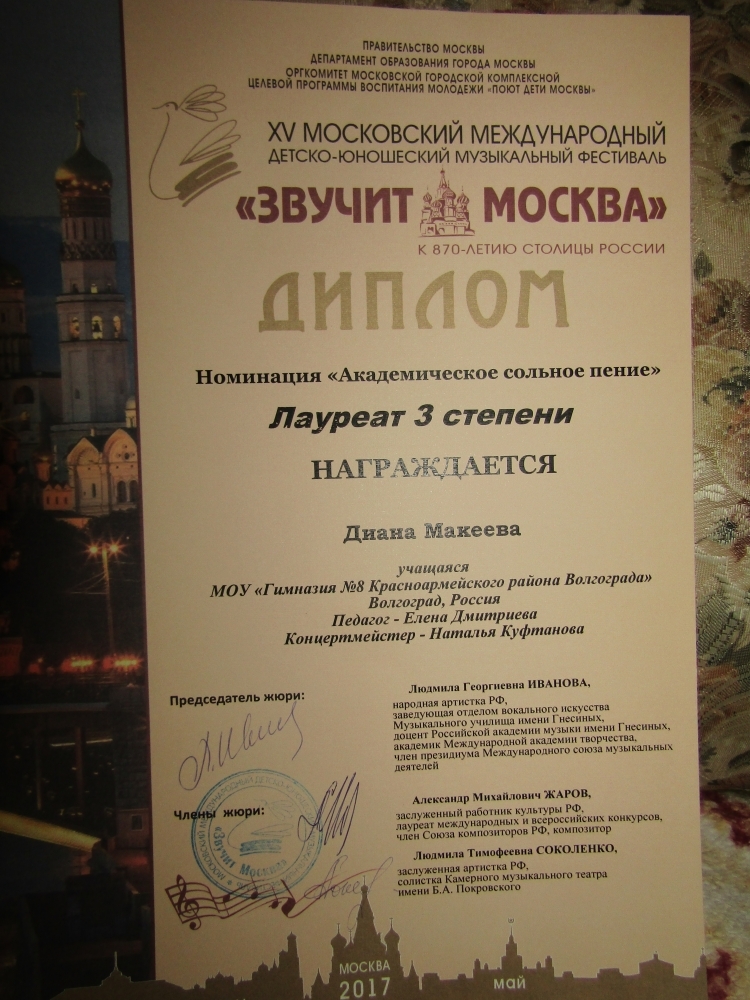 ПРАВИТЕЛЬСТВО МОСКВЫ
ДЕПАРТАМЕНТ ОБРАЗОВАНИЯ ГОРОДА МОСКВЫ
ОРГКОМИТЕТ МОСКОВСКОЙ ГОРОДСКОЙ КОМПЛЕКСНОЙ
ЦЕЛЕВОЙ ПРОГРАММЫ ВОСПИТАНИЯ МОЛОДЕЖИ «ПОЮТ ДЕТИ МОСКВЫ»
XV МОСКОВСКИЙ МЕЖДУНАРОДНЫЙ
ДЕТСКО-ЮНОШЕСКИЙ МУЗЫКАЛЬНЫЙ ФЕСТИВАЛЬ
«ЗВУЧИТ МОСКВА»
К 870-ЛЕТИЮ СТОЛИЦЫ РОССИИ
ДИПЛОМ
Номинация «Академическое сольное пение»
Лауреат 3 степени
НАГРАЖДАЕТСЯ
Диана Макеева
учащаяся
МОУ «Гимназия №8 Красноармейского района Волгограда»
Волгоград, Россия
Педагог - Елена Дмитриева
Концертмейстер - Наталья Куфтанова
Председатель жюри:
Людмила Георгиевна ИВАНОВА,
народная артистка РФ,
заведующая отделом вокального искусства
Музыкального училища имени Гнесиных,
доцент Российской академии музыки имени Гнесиных,
академик Международной академии творчества,
член президиума Международного союза музыкальных
деятелей
Члены жюри:
Александр Михайлович ЖАРОВ,
заслуженный работник культуры РФ,
лауреат международных и всероссийских конкурсов,
член Союза композиторов РФ, композитор
Людмила Тимофеевна СОКОЛЕНКО,
заслуженная артистка РФ,
солистка Камерного музыкального театра
имени Б.А. Покровского
«Звучит Москва»
МОСКВА
2017
май